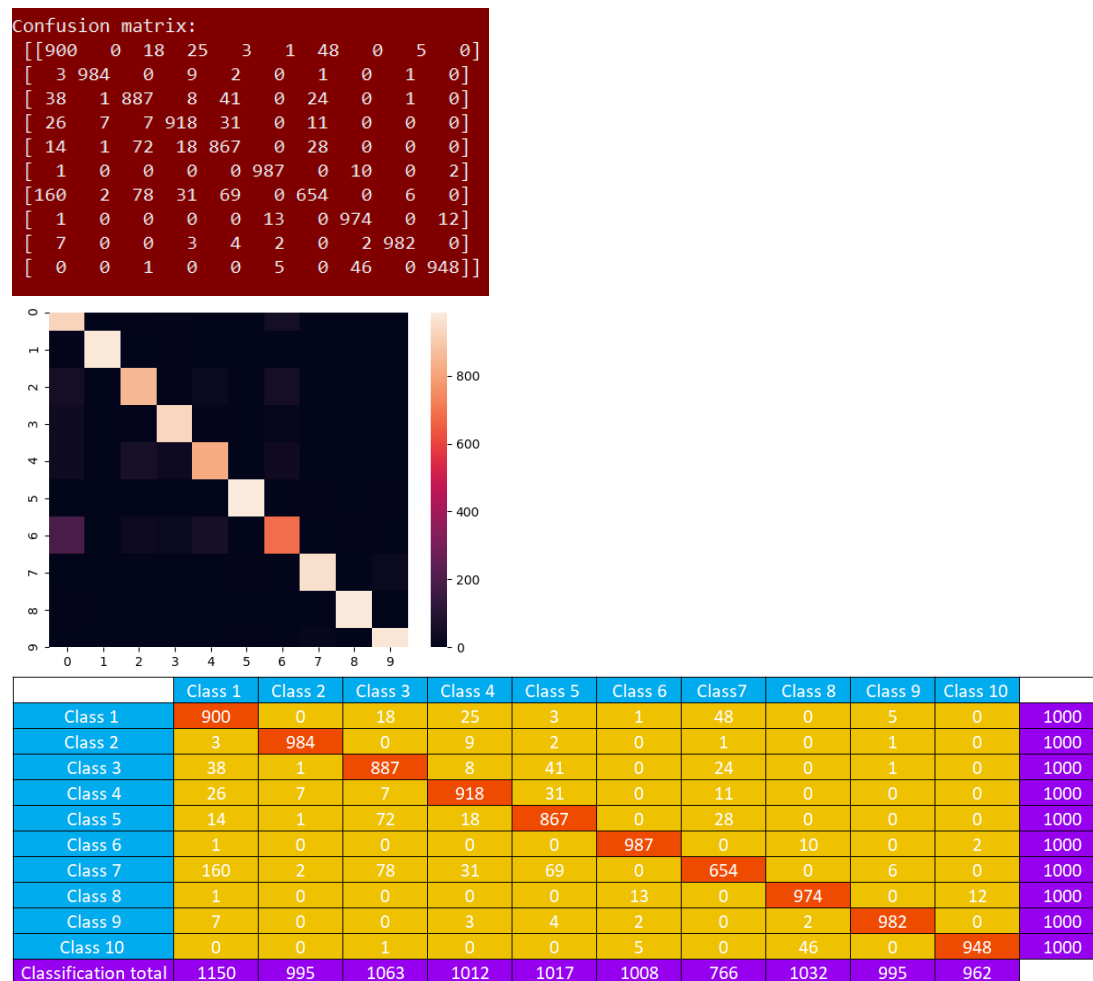 Confusion matrix:
[[900 0 18 25 3 1 48 0 5 0]
[ 3 984 0 9 2 0 1 0 1 0]
[ 38 1 887 8 41 0 24 0 1 0]
[ 26 7 7 918 31 0 11 0 0 0]
[ 14 1 72 18 867 0 28 0 0 0]
[ 1 0 0 0 0 987 0 10 0 2]
[160 2 78 31 69 0 654 0 6 0]
[ 1 0 0 0 0 13 0 974 0 12]
[ 7 0 0 3 4 2 0 2 982 0]
[ 0 0 1 0 0 5 0 46 0 948]]
0
1
2
3
4
5
6
7
8
9
0 1 2 3 4 5 6 7 8 9
800
600
400
200
0
Class 1 Class 2 Class 3 Class 4 Class 5 Class 6 Class7 Class 8 Class 9 Class 10
Class 1 900 0 18 25 3 1 48 0 5 0 1000
Class 2 3 984 0 9 2 0 1 0 1 0 1000
Class 3 38 1 887 8 41 0 24 0 1 0 1000
Class 4 26 7 7 918 31 0 11 0 0 0 1000
Class 5 14 1 72 18 867 0 28 0 0 0 1000
Class 6 1 0 0 0 0 987 0 10 0 2 1000
Class 7 160 2 78 31 69 0 654 0 6 0 1000
Class 8 1 0 0 0 0 13 0 974 0 12 1000
Class 9 7 0 0 3 4 2 0 2 982 0 1000
Class 10 0 0 1 0 0 5 0 46 0 948 1000
Classification total 1150 995 1063 1012 1017 1008 766 1032 995 962